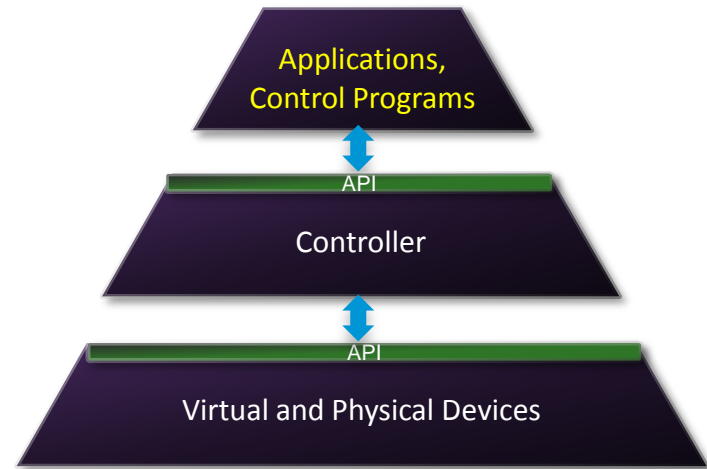 Applications,
Control Programs
API
Controller
API
Virtual and Physical Devices